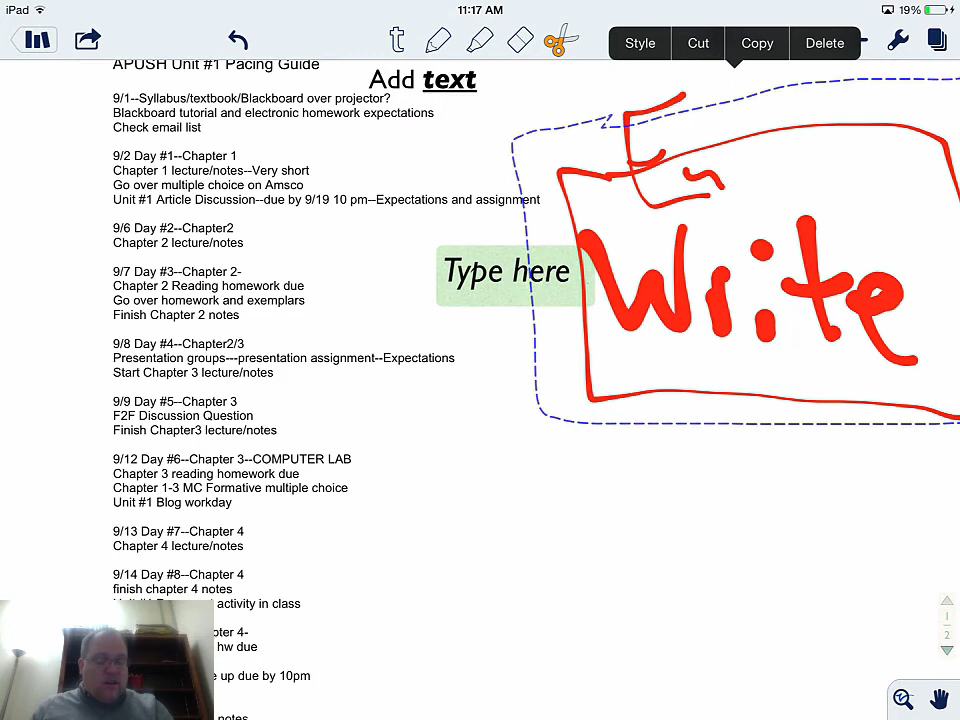 iPad
11:17 AM
19%
Style Cut Copy Delete
APUSH Unit #1 Pacing Guide
Add text
9/1--Syllabus/textbook/Blackboard over projector?
Blackboard tutorial and electronic homework expectations
Check email list
9/2 Day #1--Chapter 1
Chapter 1 lecture/notes--Very short
Go over multiple choice on Amsco
Unit #1 Article Discussion--due by 9/19 10 pm--Expectations and assignment
9/6 Day #2--Chapter2
Chapter 2 lecture/notes
9/7 Day #3--Chapter 2-
Chapter 2 Reading homework due
Go over homework and exemplars
Finish Chapter 2 notes
Type here
Write
9/8 Day #4--Chapter2/3
Presentation groups---presentation assignment--Expectations
Start Chapter 3 lecture/notes
9/9 Day #5--Chapter 3
F2F Discussion Question
Finish Chapter3 lecture/notes
9/12 Day #6--Chapter 3--COMPUTER LAB
Chapter 3 reading homework due
Chapter 1-3 MC Formative multiple choice
Unit #1 Blog workday
9/13 Day #7--Chapter 4
Chapter 4 lecture/notes
9/14 Day #8--Chapter 4
finish chapter 4 notes
activity in class
4-
hw due
up due by 10pm
notes
1
2